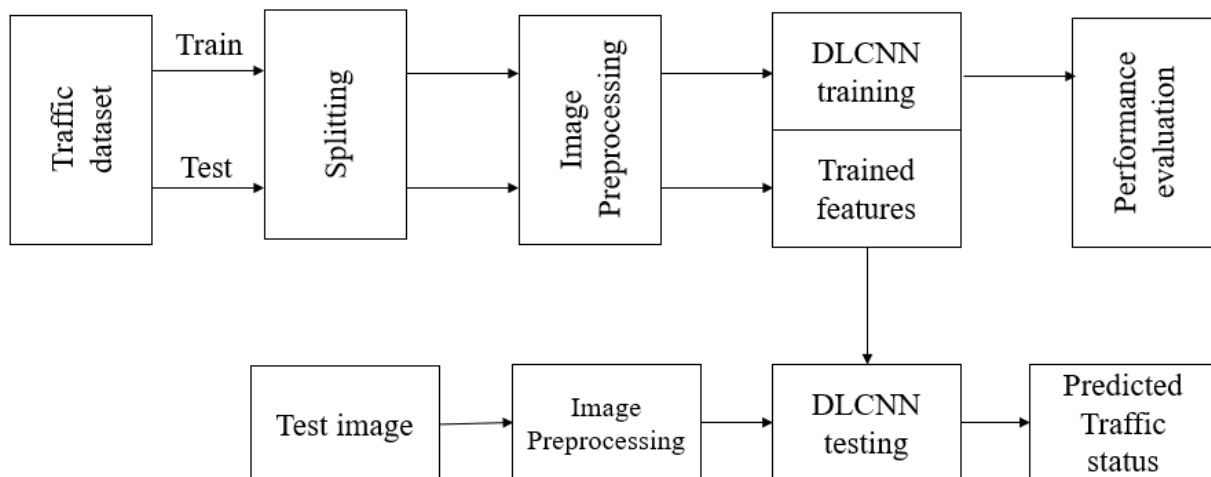 Traffic
dataset
Train
Test
Splitting
Image
Preprocessing
DLCNN
training
Trained
features
Performance
evaluation
Test image
Image
Preprocessing
DLCNN
testing
Predicted
Traffic
status